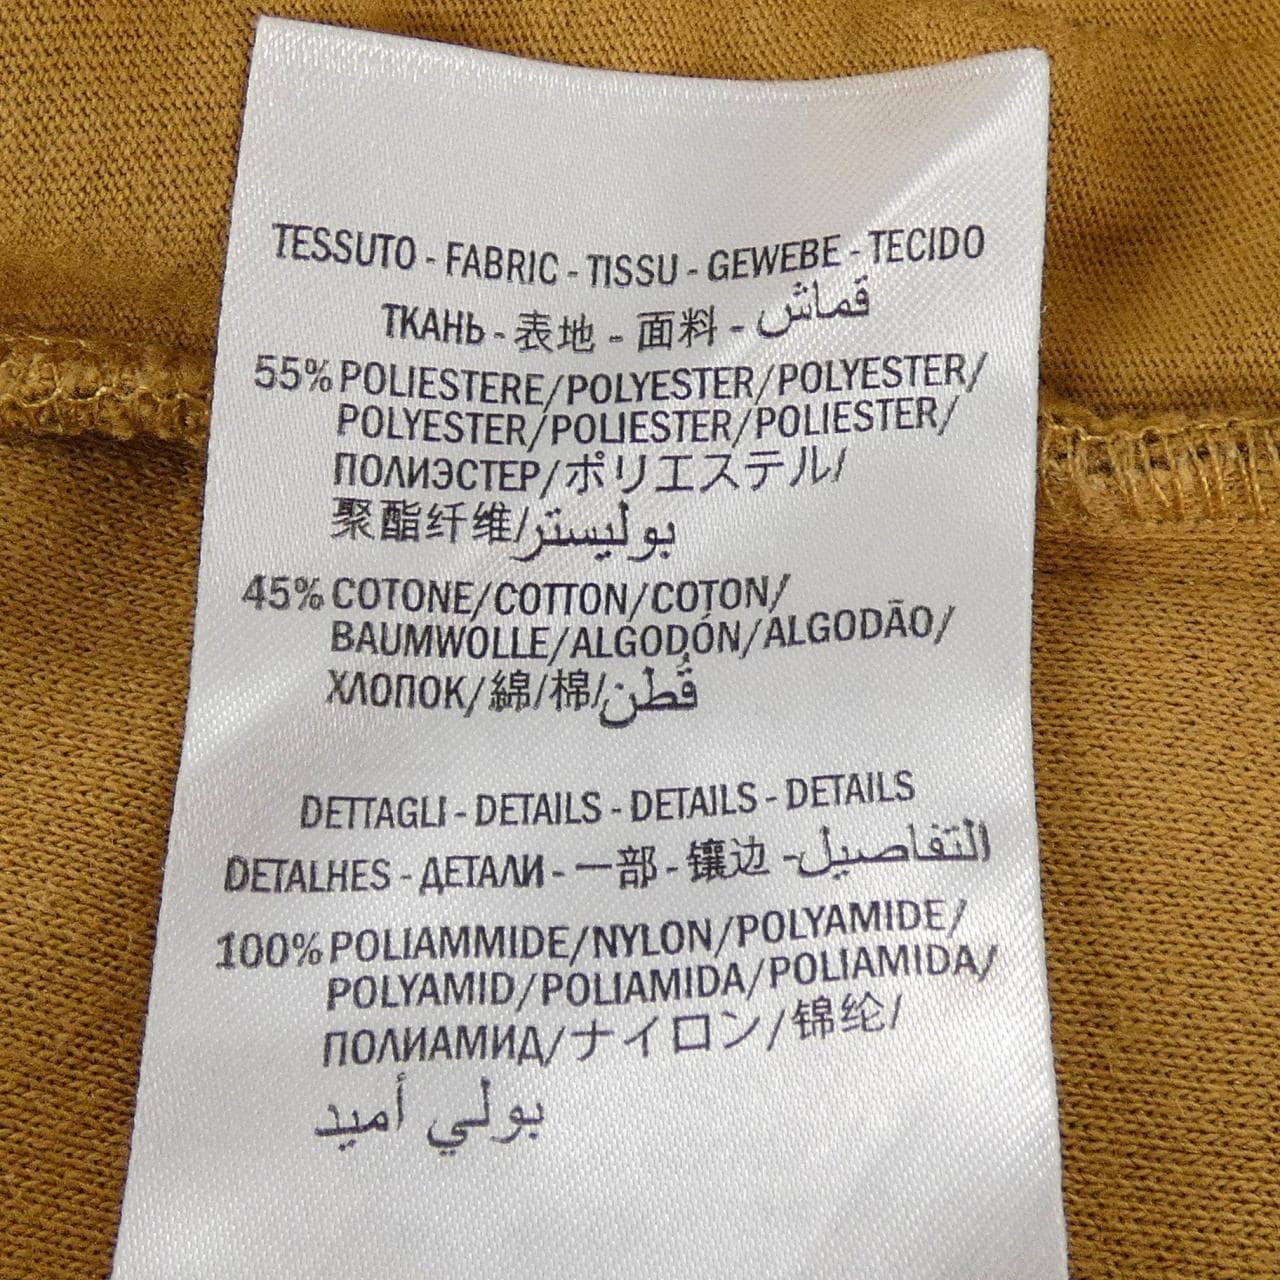 TESSUTO - FABRIC - TISSU - GEWEBE - TECIDO
ТКАНЬ - 表地 - 面料 - قماش
55% POLIESTERE/POLYESTER/POLYESTER/
POLYESTER/POLIESTER/POLIESTER/
ПОЛИЭСТЕР/ポリエステル/
聚酯纤维/بوليستر
45% COTONE/COTTON/COTON/
BAUMWOLLE/ALGODÓN/ALGODÃO/
ХЛОПОК/綿/棉/قُطن
DETTAGLI - DETAILS - DETAILS - DETAILS
DETALHES - ДЕТАЛИ - 一部 - 镶边 - التفاصيل
100% POLIAMMIDE/NYLON/POLYAMIDE/
POLYAMID/POLIAMIDA/POLIAMIDA/
ПОЛИАМИД/ナイロン/锦纶/
بولي أميد